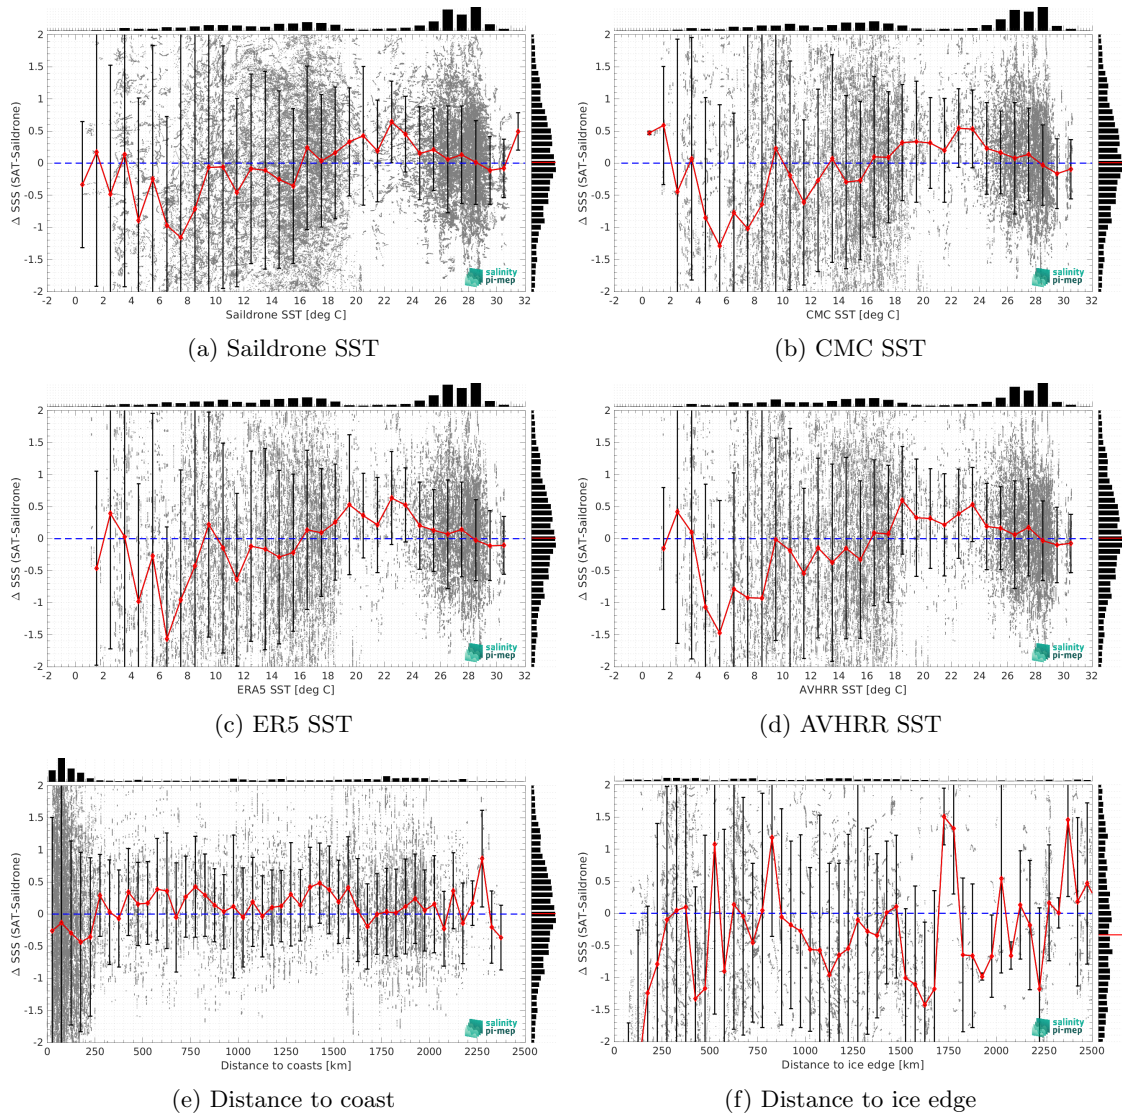 2
1.5
1
0.5
0
-0.5
-1
-1.5
-2
Δ SSS (SAT-Saildrone)
salinity
pi-mep
-2 0 2 4 6 8 10 12 14 16 18 20 22 24 26 28 30 32
Saildrone SST [deg C]
(a) Saildrone SST
2
1.5
1
0.5
0
-0.5
-1
-1.5
-2
Δ SSS (SAT-Saildrone)
salinity
pi-mep
-2 0 2 4 6 8 10 12 14 16 18 20 22 24 26 28 30 32
CMC SST [deg C]
(b) CMC SST
2
1.5
1
0.5
0
-0.5
-1
-1.5
-2
Δ SSS (SAT-Saildrone)
salinity
pi-mep
-2 0 2 4 6 8 10 12 14 16 18 20 22 24 26 28 30 32
ERA5 SST [deg C]
(c) ER5 SST
2
1.5
1
0.5
0
-0.5
-1
-1.5
-2
Δ SSS (SAT-Saildrone)
salinity
pi-mep
-2 0 2 4 6 8 10 12 14 16 18 20 22 24 26 28 30 32
AVHRR SST [deg C]
(d) AVHRR SST
2
1.5
1
0.5
0
-0.5
-1
-1.5
-2
Δ SSS (SAT-Saildrone)
salinity
pi-mep
0 250 500 750 1000 1250 1500 1750 2000 2250 2500
Distance to coasts [km]
(e) Distance to coast
2
1.5
1
0.5
0
-0.5
-1
-1.5
-2
Δ SSS (SAT-Saildrone)
salinity
pi-mep
0 250 500 750 1000 1250 1500 1750 2000 2250 2500
Distance to ice edge [km]
(f) Distance to ice edge